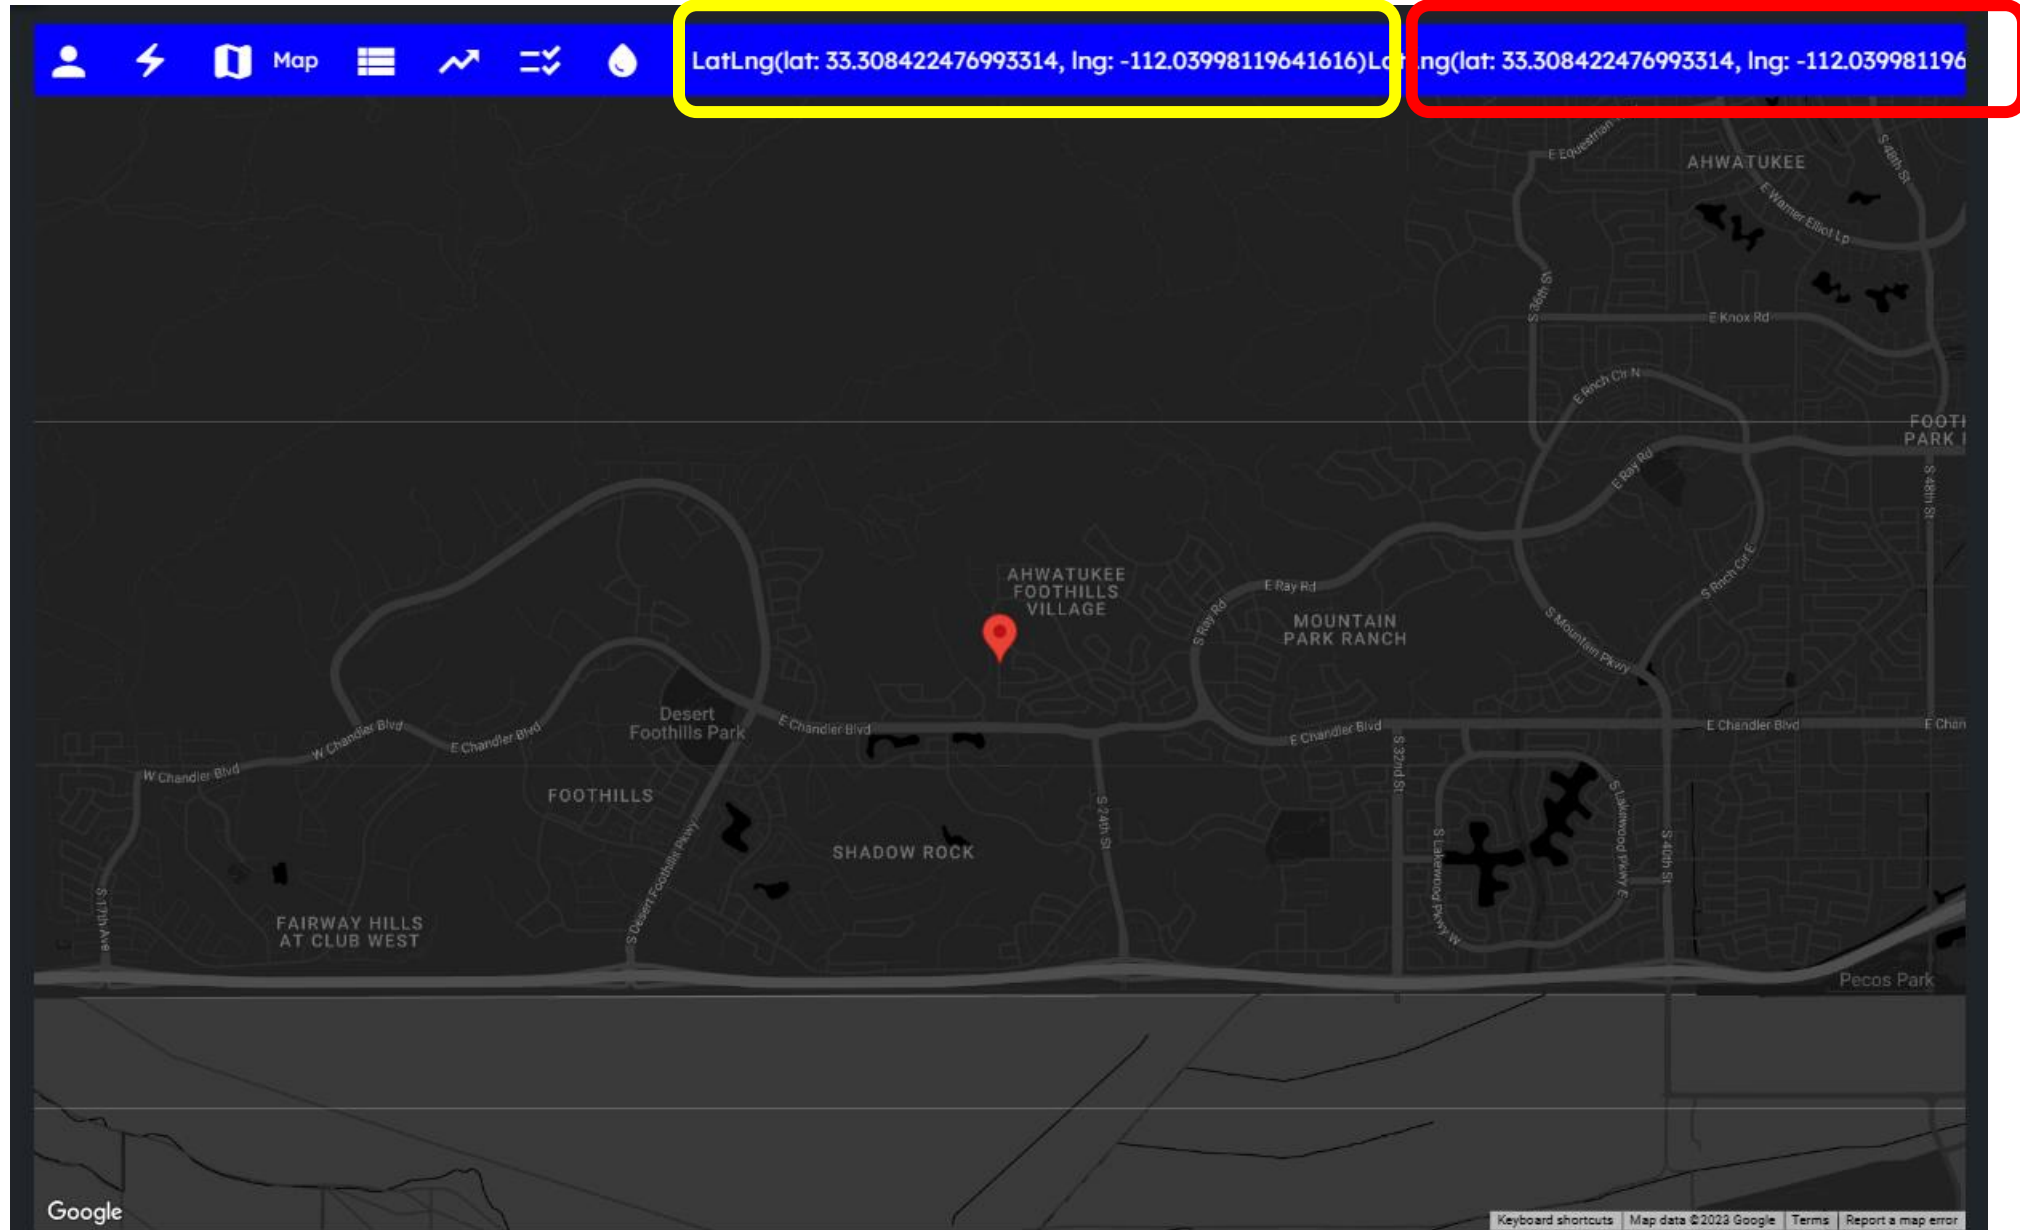 Map
LatLng(lat: 33.308422476993314, lng: -112.03998119641616)LatLng(lat: 33.308422476993314, lng: -112.039981196
E Equestrian
AHWATUKEE
S 48th St
E Warner Elliot Lp
S 36th St
E Knox Rd
E Rnch Cir N
FOOTH
PARK
E Ray Rd
S 48th St
AHWATUKEE
FOOTHILLS
VILLAGE
E Ray Rd
S Ray Rd
MOUNTAIN
PARK RANCH
S Rnch Cir E
S Mountain Pkwy
Desert
Foothills Park
E Chandler Blvd
W Chandler Blvd
E Chandler Blvd
E Chandler Blvd
E Chandler Blvd
E Chan
W Chandler Blvd
S 32nd St
FOOTHILLS
S 24th St
S Lakewood Pkwy E
S Lakewood Pkwy W
S 40th St
SHADOW ROCK
S Desert Foothills Pkwy
S 17th Ave
FAIRWAY HILLS
AT CLUB WEST
Pecos Park
Google
Keyboard shortcuts
Map data ©2023 Google
Terms
Report a map error